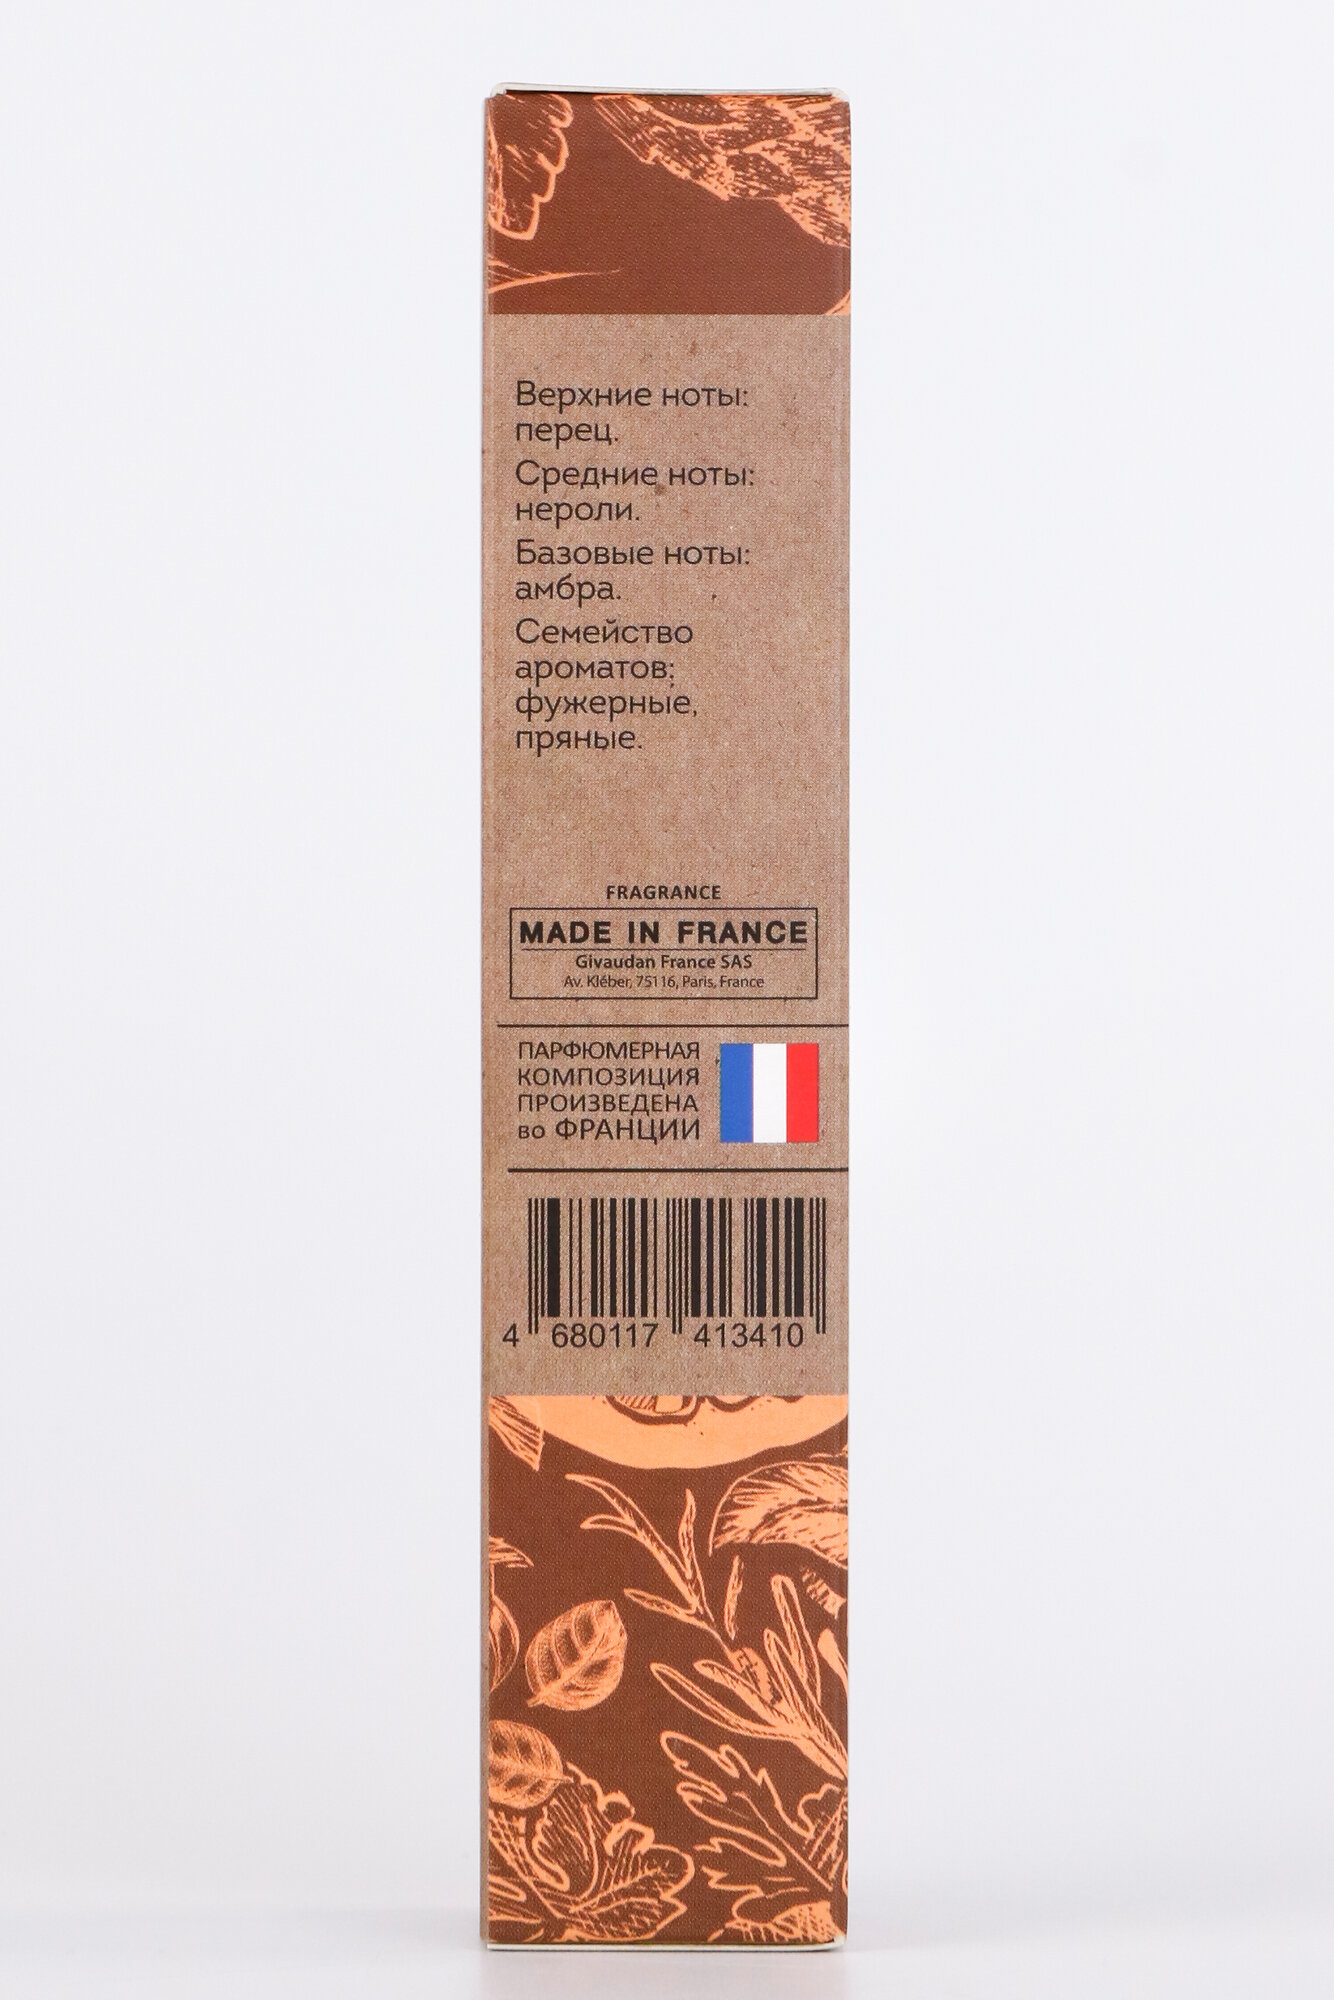 Верхние ноты:
перец.
Средние ноты:
нероли.
Базовые ноты:
амбра.
Семейство
ароматов:
фужерные,
пряные.
FRAGRANCE
MADE IN FRANCE
Givaudan France SAS
Av. Kléber, 75116, Paris, France
ПАРФЮМЕРНАЯ
КОМПОЗИЦИЯ
ПРОИЗВЕДЕНА
во ФРАНЦИИ
4 680117 413410